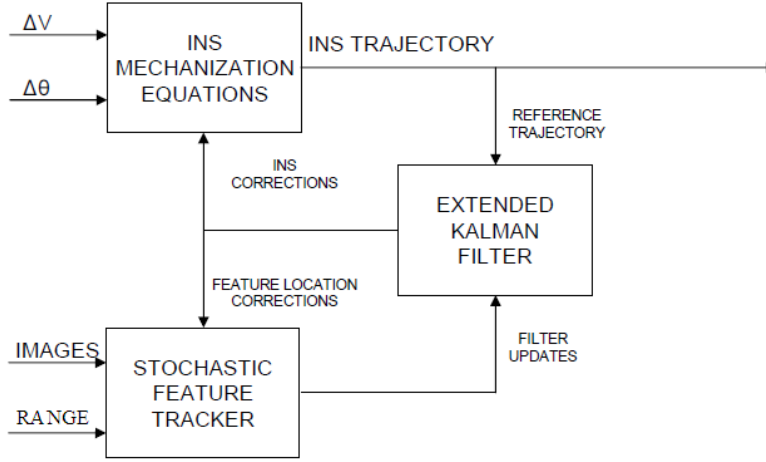 ΔV
Δθ
INS
MECHANIZATION
EQUATIONS
INS TRAJECTORY
REFERENCE
TRAJECTORY
INS
CORRECTIONS
EXTENDED
KALMAN
FILTER
FEATURE LOCATION
CORRECTIONS
FILTER
UPDATES
IMAGES
RANGE
STOCHASTIC
FEATURE
TRACKER